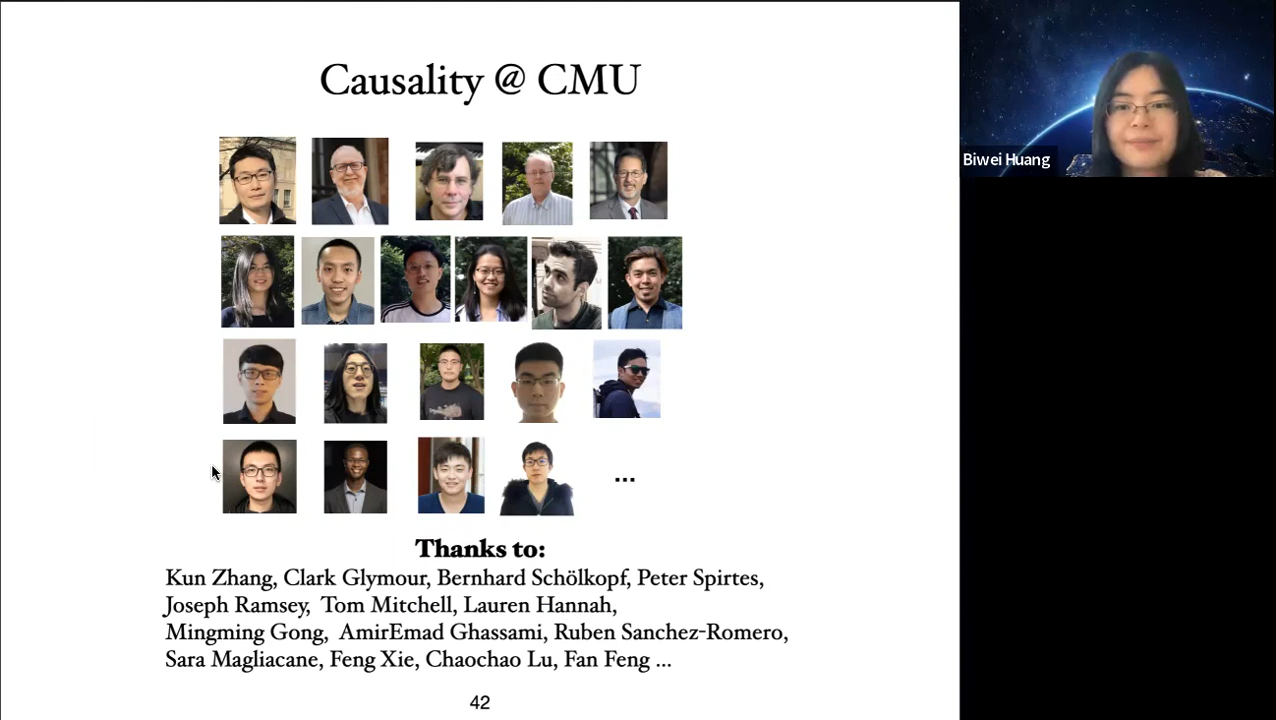 Causality @ CMU
...
Thanks to:
Kun Zhang, Clark Glymour, Bernhard Schölkopf, Peter Spirtes,
Joseph Ramsey, Tom Mitchell, Lauren Hannah,
Mingming Gong, AmirEmad Ghassami, Ruben Sanchez-Romero,
Sara Magliacane, Feng Xie, Chaochao Lu, Fan Feng ...
42
Biwei Huang